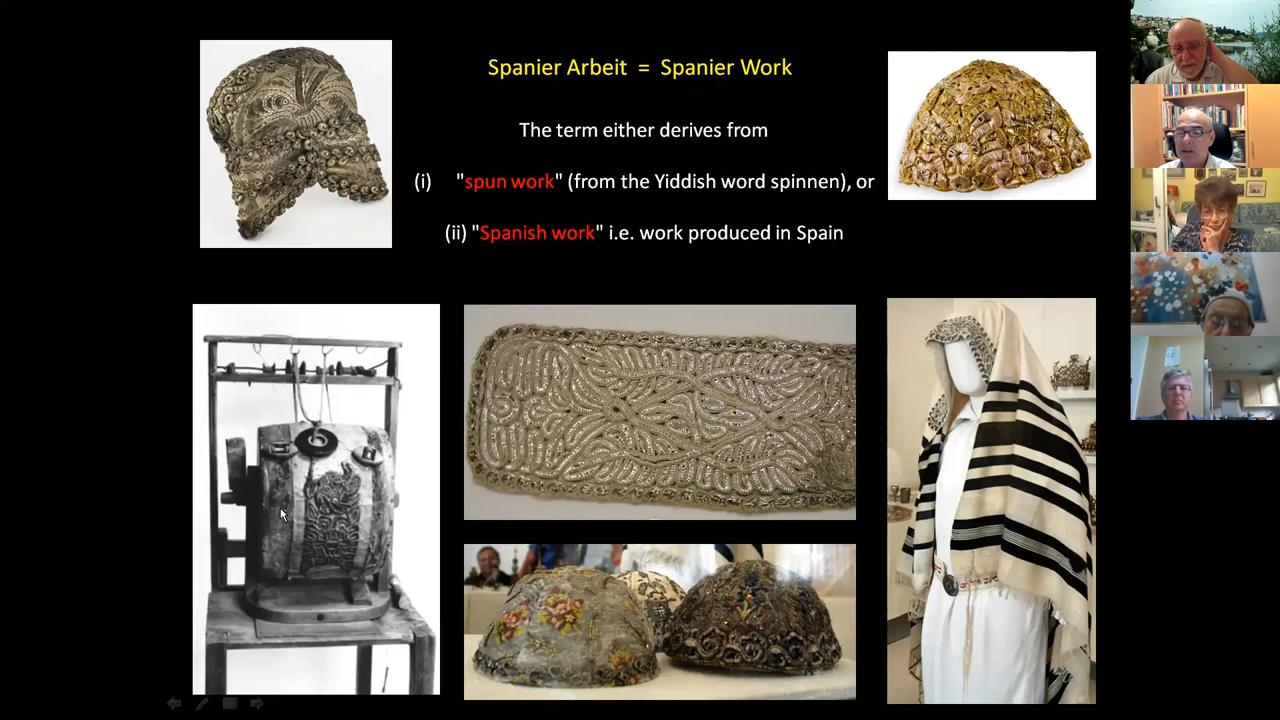 Spanier Arbeit = Spanier Work
The term either derives from
(i) "spun work" (from the Yiddish word spinnen), or
(ii) "Spanish work" i.e. work produced in Spain